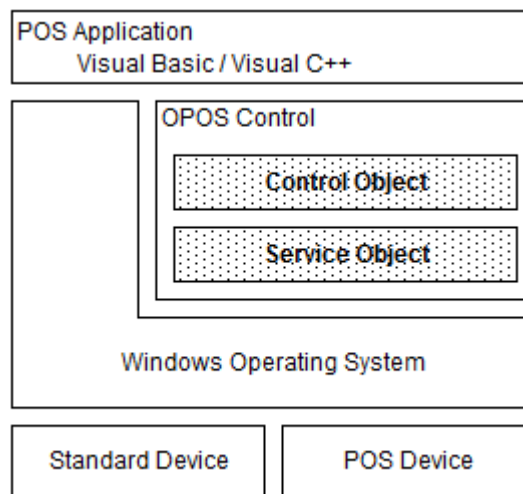 POS Application
Visual Basic / Visual C++
OPOS Control
Control Object
Service Object
Windows Operating System
Standard Device
POS Device